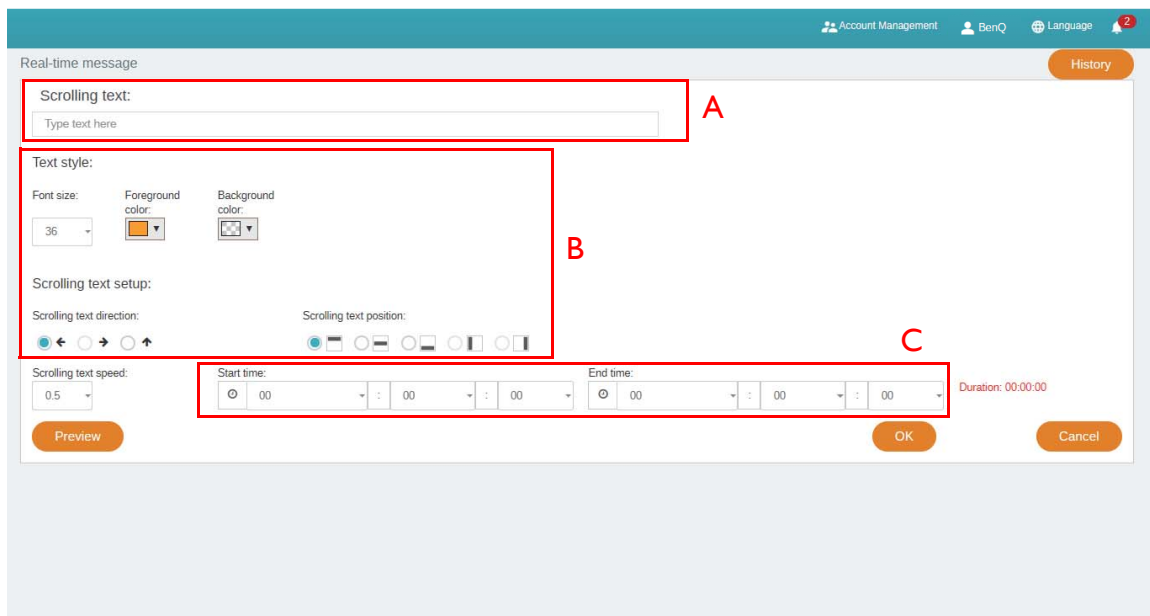 Account Management BenQ Language 2
Real-time message History
Scrolling text:
A
Type text here
Text style:
Font size: Foreground color: Background color:
36
B
Scrolling text setup:
Scrolling text direction: Scrolling text position:
C
Scrolling text speed: Start time: End time:
0.5 00 : 00 : 00 00 : 00 : 00 Duration: 00:00:00
Preview OK Cancel